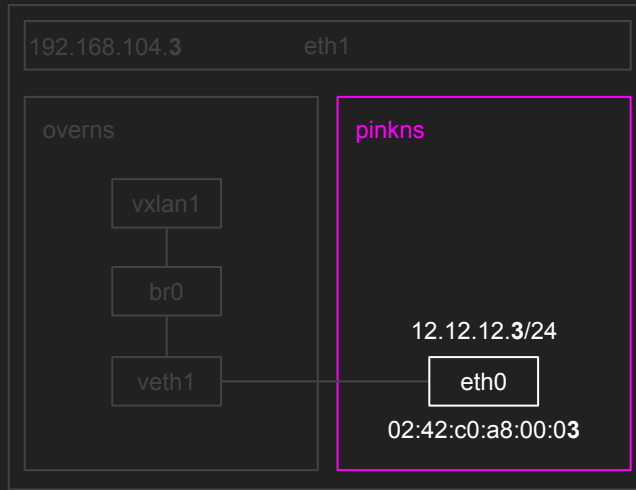 192.168.104.3 eth1
overns
pinkns
vxlan1
br0
12.12.12.3/24
veth1
eth0
02:42:c0:a8:00:03